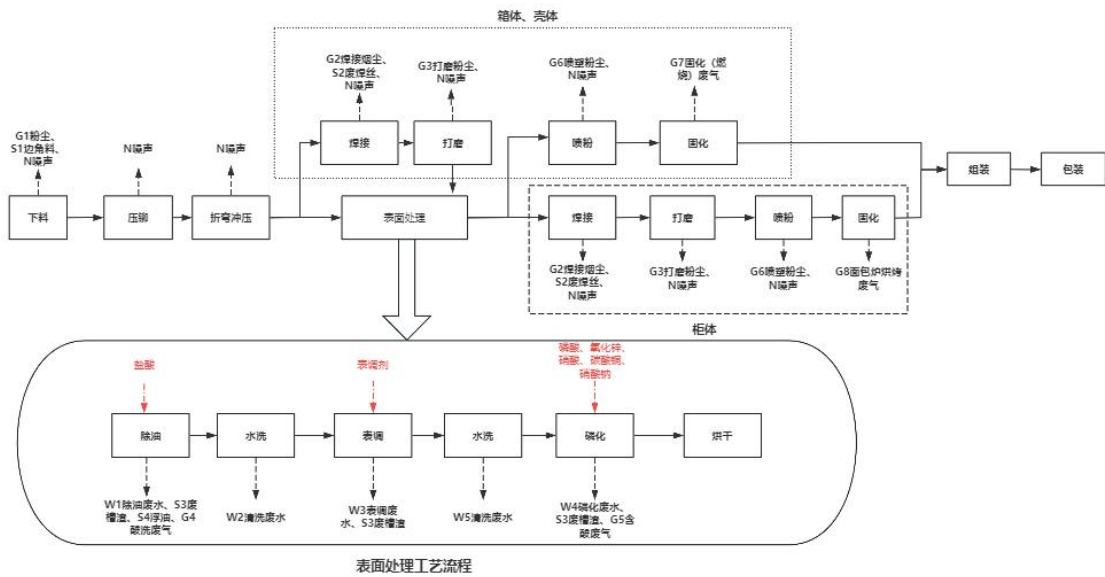 箱体、壳体
G2焊接烟尘、
S2废焊丝、
N噪声
G3打磨粉尘、
N噪声
G6喷塑粉尘、
N噪声
G7固化（燃
烧）废气
焊接
打磨
喷粉
固化
G1粉尘、
S1边角料、
N噪声
N噪声
N噪声
组装
包装
下料
压铆
折弯冲压
表面处理
焊接
打磨
喷粉
固化
G2焊接烟尘、
S2废焊丝、
N噪声
G3打磨粉尘、
N噪声
G6喷塑粉尘、
N噪声
G8面包炉烘烤
废气
柜体
盐酸
表调剂
磷酸、氧化锌、
硝酸、碳酸铜、
硝酸钠
除油
水洗
表调
水洗
磷化
烘干
W1除油废水、S3废
槽渣、S4浮油、G4
酸洗废气
W2清洗废水
W3表调废
水、S3废槽渣
W5清洗废水
W4磷化废水、
S3废槽渣、G5含
酸废气
表面处理工艺流程